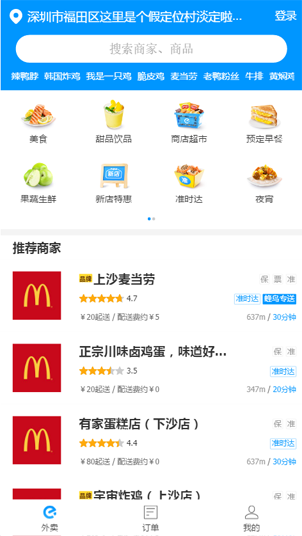 深圳市福田区这里是个假定位村淡定啦... 登录
搜索商家、商品
辣鸭脖 韩国炸鸡 我是一只鸡 脆皮鸡 麦当劳 老鸭粉丝 牛排 黄焖鸡
美食 甜品饮品 商店超市 预定早餐
新店
果蔬生鲜 新店特惠 准时达 夜宵
推荐商家
品牌 上沙麦当劳 保 票 准
4.7 准时达 蜂鸟专送
￥20起送 / 配送费约￥5 637m / 30分钟
正宗川味卤鸡蛋，味道好... 保 准
3.5 准时达
￥20起送 / 配送费约￥0 347m / 20分钟
有家蛋糕店（下沙店） 保 准
4.4 准时达
￥80起送 / 配送费约￥0 637m / 30分钟
品牌 宇宙炸鸡（上沙店） 保 准
外卖 订单 我的